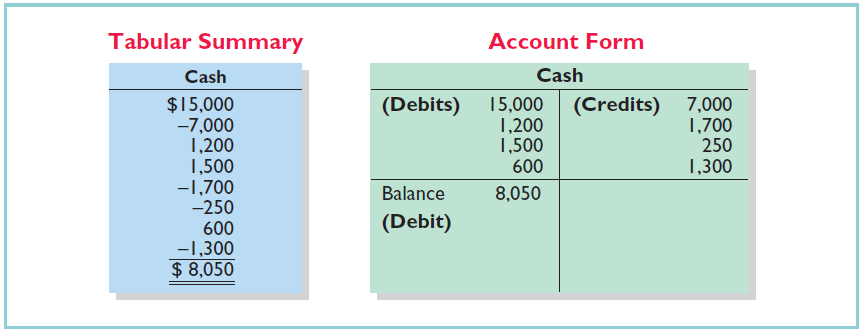 Tabular Summary
Cash
$15,000
–7,000
1,200
1,500
–1,700
–250
600
–1,300
$ 8,050
Account Form
Cash
(Debits) 15,000 (Credits) 7,000
1,200 1,700
1,500 250
600 1,300
Balance 8,050
(Debit)